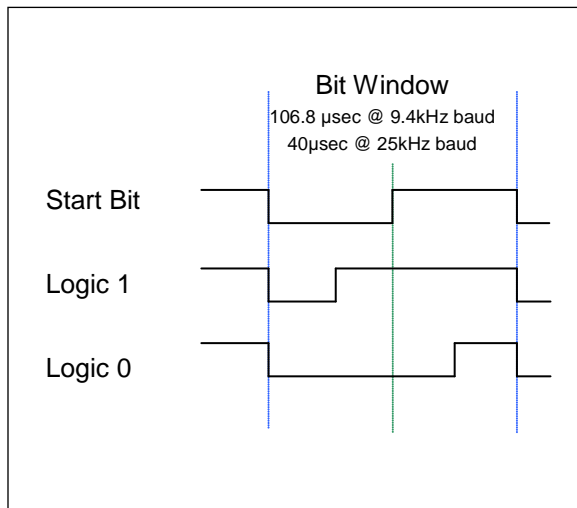 Bit Window
106.8 µsec @ 9.4kHz baud
40µsec @ 25kHz baud
Start Bit
Logic 1
Logic 0